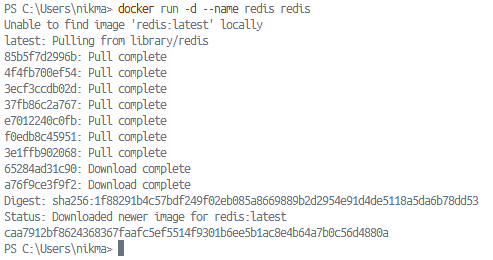 PS C:\Users\nikma> docker run -d --name redis redis
Unable to find image 'redis:latest' locally
latest: Pulling from library/redis
85b5f7d2996b: Pull complete
4f4fb700ef54: Pull complete
3ecf3ccdb02d: Pull complete
37fb86c2a767: Pull complete
e7012240c0fb: Pull complete
f0edb8c45951: Pull complete
3e1ffb902068: Pull complete
65284ad31c90: Download complete
a76f9ce3f9f2: Download complete
Digest: sha256:1f88291b4c57bdf249f02eb085a8669889b2d2954e91d4de5118a5da6b78dd53
Status: Downloaded newer image for redis:latest
caa7912bf8624368367faafc5ef5514f9301b6ee5b1ac8e4b64a7b0c56d4880a
PS C:\Users\nikma>